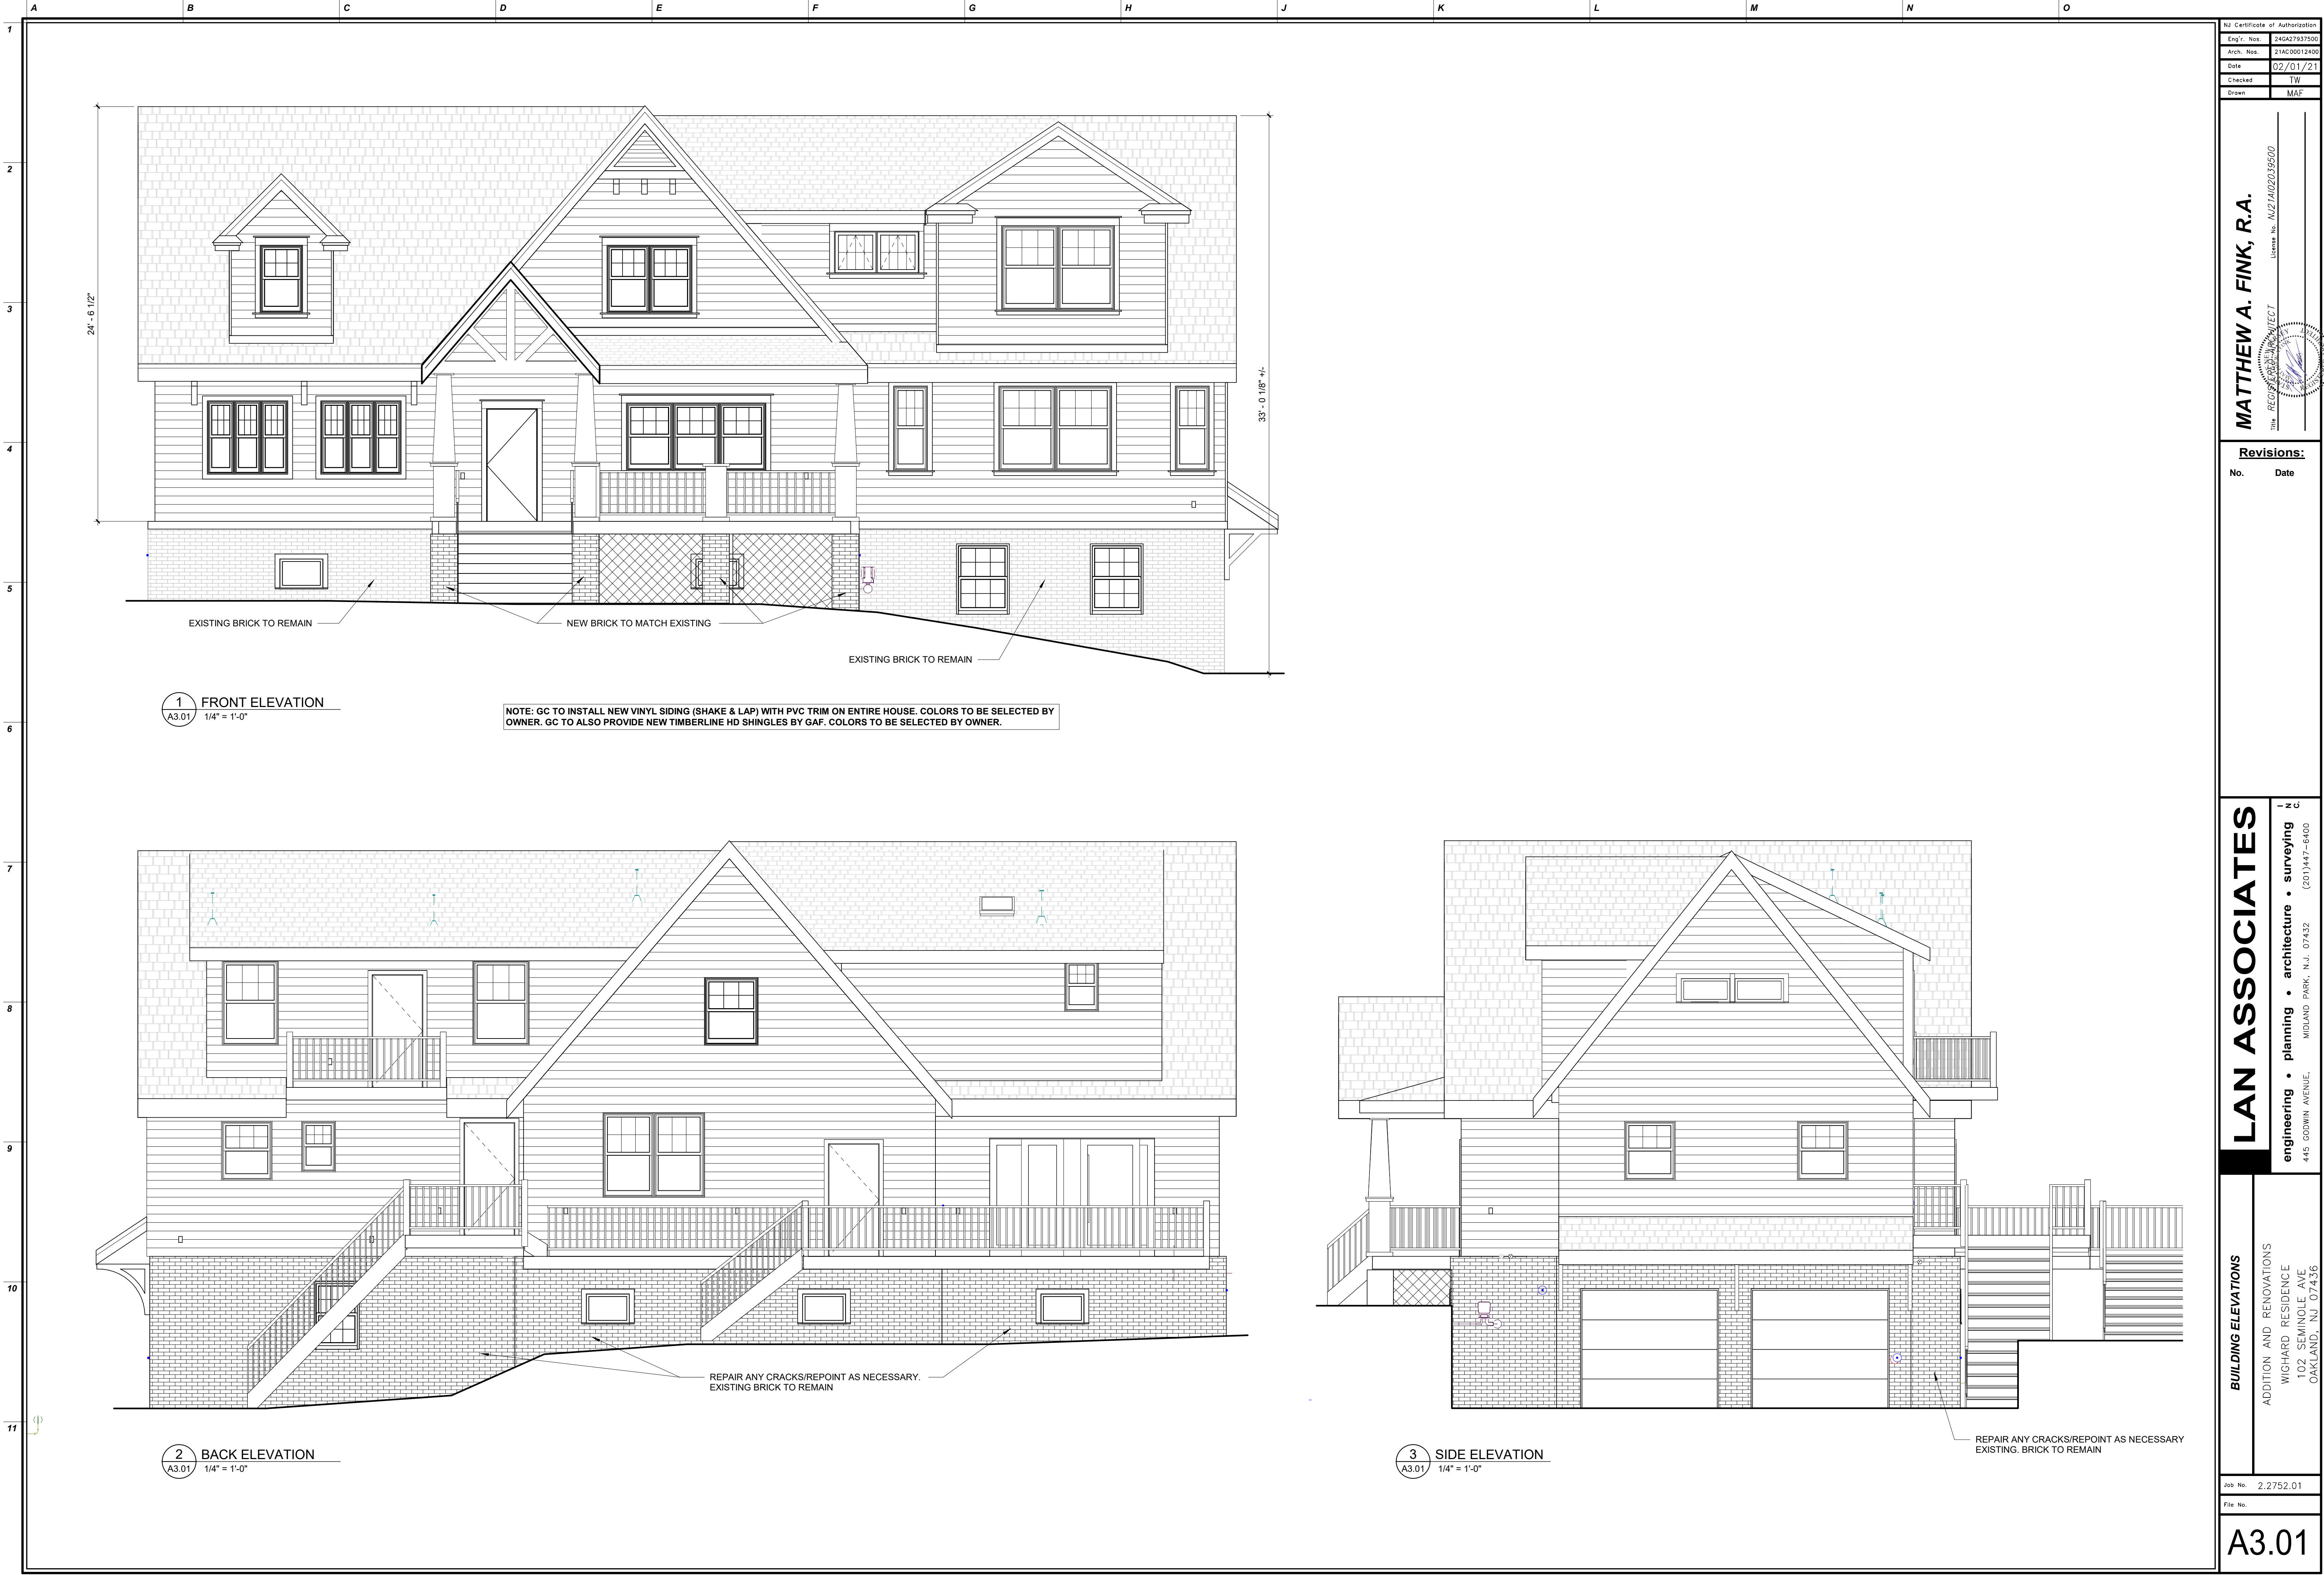 A B C D E F G H J K L M N O
1
2
3
4
5
6
7
8
9
10
11
24' - 6 1/2"
33' - 0 1/8" +/-
EXISTING BRICK TO REMAIN
NEW BRICK TO MATCH EXISTING
EXISTING BRICK TO REMAIN
1
A3.01
FRONT ELEVATION
1/4" = 1'-0"
NOTE: GC TO INSTALL NEW VINYL SIDING (SHAKE & LAP) WITH PVC TRIM ON ENTIRE HOUSE. COLORS TO BE SELECTED BY
OWNER. GC TO ALSO PROVIDE NEW TIMBERLINE HD SHINGLES BY GAF. COLORS TO BE SELECTED BY OWNER.
REPAIR ANY CRACKS/REPOINT AS NECESSARY.
EXISTING BRICK TO REMAIN
2
A3.01
BACK ELEVATION
1/4" = 1'-0"
REPAIR ANY CRACKS/REPOINT AS NECESSARY
EXISTING. BRICK TO REMAIN
3
A3.01
SIDE ELEVATION
1/4" = 1'-0"
NJ Certificate of Authorization
Eng'r. Nos. 24GA27937500
Arch. Nos. 21AC00012400
Date 02/01/21
Checked TW
Drawn MAF
MATTHEW A. FINK, R.A.
Title REGISTERED ARCHITECT License No. NJ21AI02039500
Revisions:
No. Date
LAN ASSOCIATES INC.
engineering • planning • architecture • surveying
445 GODWIN AVENUE, MIDLAND PARK, N.J. 07432 (201)447-6400
BUILDING ELEVATIONS
ADDITION AND RENOVATIONS
WIGHARD RESIDENCE
102 SEMINOLE AVE
OAKLAND, NJ 07436
Job No. 2.2752.01
File No.
A3.01